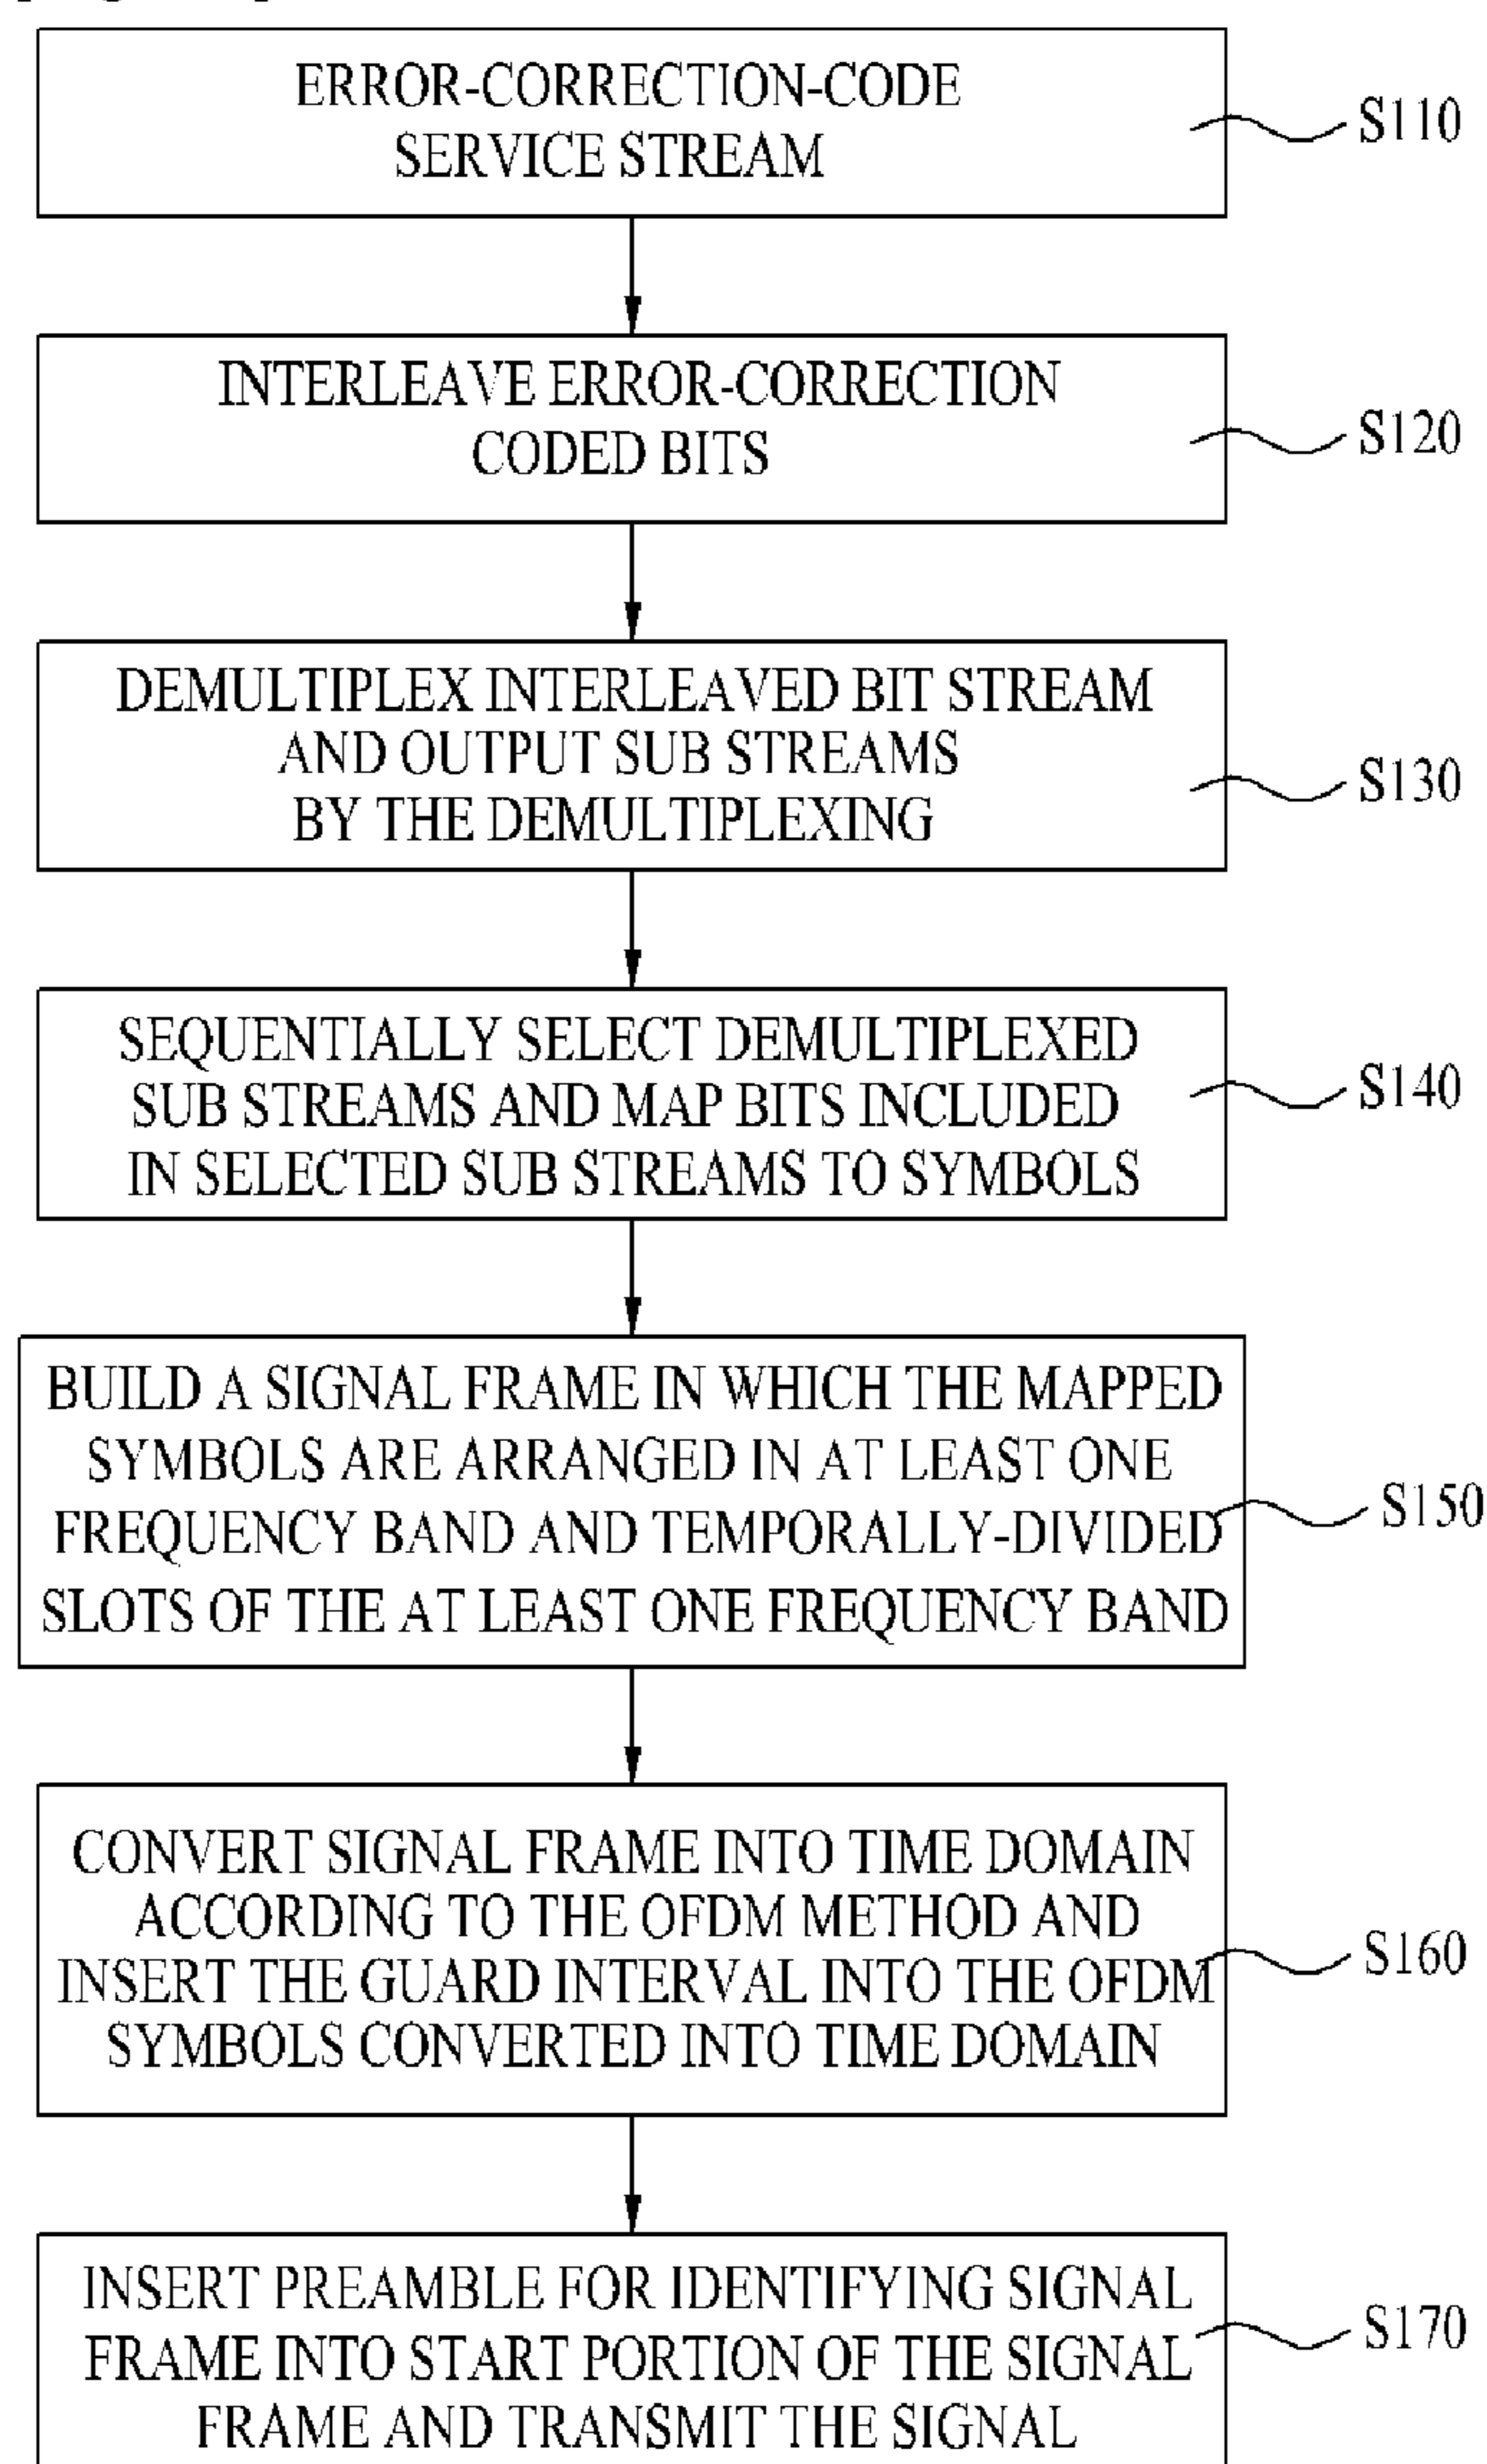 ERROR-CORRECTION-CODE
SERVICE STREAM
S110
INTERLEAVE ERROR-CORRECTION
CODED BITS
S120
DEMULTIPLEX INTERLEAVED BIT STREAM
AND OUTPUT SUB STREAMS
BY THE DEMULTIPLEXING
S130
SEQUENTIALLY SELECT DEMULTIPLEXED
SUB STREAMS AND MAP BITS INCLUDED
IN SELECTED SUB STREAMS TO SYMBOLS
S140
BUILD A SIGNAL FRAME IN WHICH THE MAPPED
SYMBOLS ARE ARRANGED IN AT LEAST ONE
FREQUENCY BAND AND TEMPORALLY-DIVIDED
SLOTS OF THE AT LEAST ONE FREQUENCY BAND
S150
CONVERT SIGNAL FRAME INTO TIME DOMAIN
ACCORDING TO THE OFDM METHOD AND
INSERT THE GUARD INTERVAL INTO THE OFDM
SYMBOLS CONVERTED INTO TIME DOMAIN
S160
INSERT PREAMBLE FOR IDENTIFYING SIGNAL
FRAME INTO START PORTION OF THE SIGNAL
FRAME AND TRANSMIT THE SIGNAL
S170